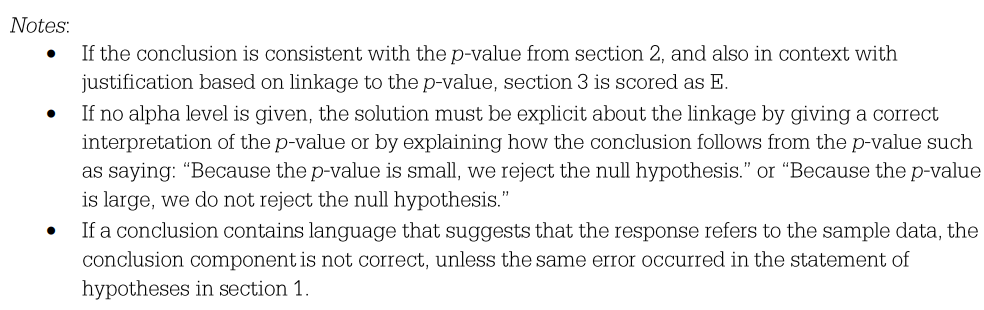 Notes:
• If the conclusion is consistent with the p-value from section 2, and also in context with
justification based on linkage to the p-value, section 3 is scored as E.
• If no alpha level is given, the solution must be explicit about the linkage by giving a correct
interpretation of the p-value or by explaining how the conclusion follows from the p-value such
as saying: “Because the p-value is small, we reject the null hypothesis.” or “Because the p-value
is large, we do not reject the null hypothesis.”
• If a conclusion contains language that suggests that the response refers to the sample data, the
conclusion component is not correct, unless the same error occurred in the statement of
hypotheses in section 1.